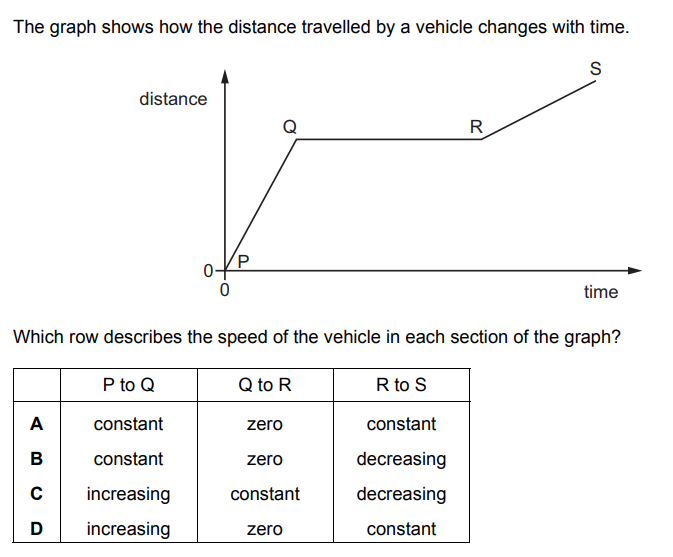 The graph shows how the distance travelled by a vehicle changes with time.
S
distance
Q
R
P
0
0
time
Which row describes the speed of the vehicle in each section of the graph?
P to Q Q to R R to S
A constant zero constant
B constant zero decreasing
C increasing constant decreasing
D increasing zero constant